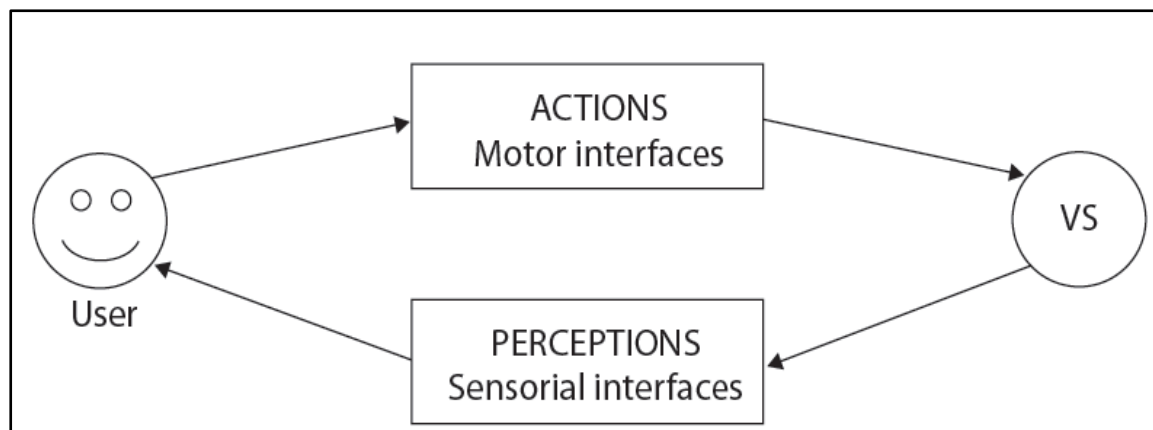 ACTIONS
Motor interfaces
User
VS
PERCEPTIONS
Sensorial interfaces